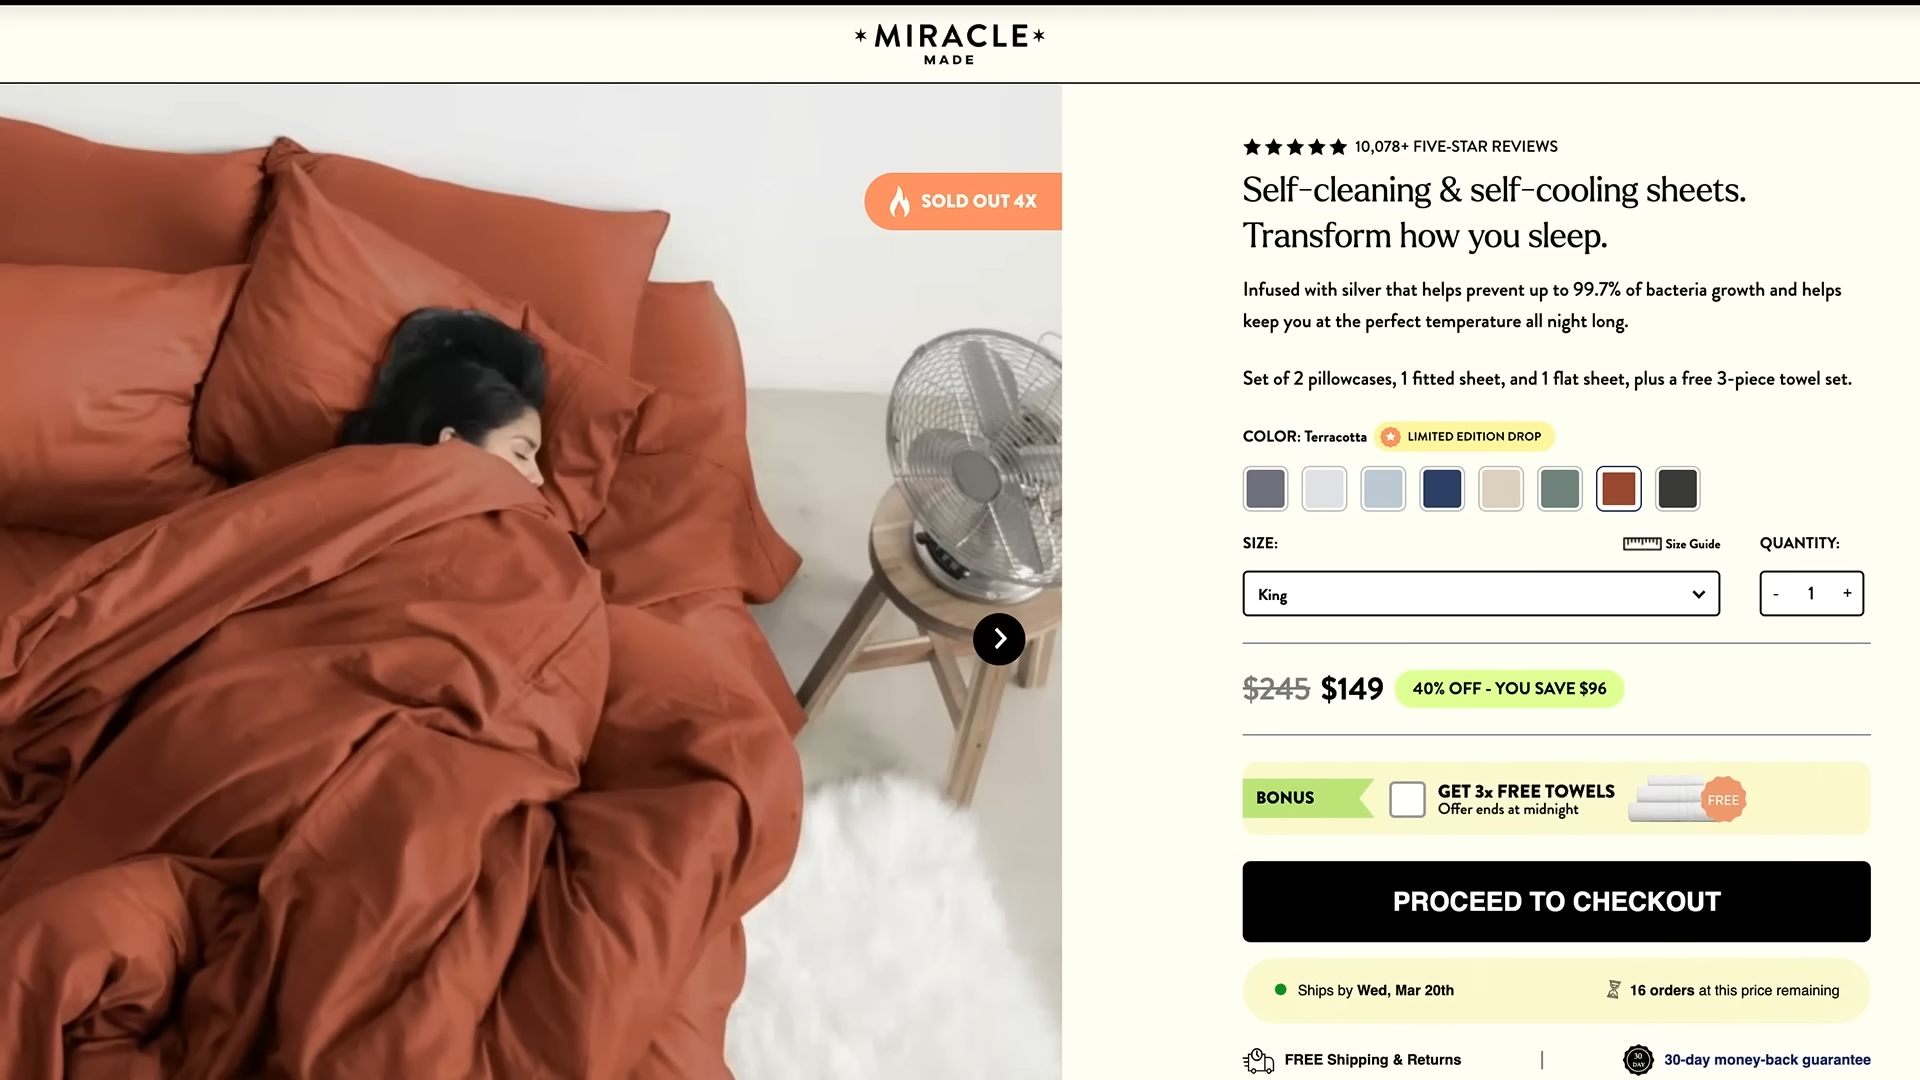 MIRACLE
MADE
SOLD OUT 4X
10,078+ FIVE-STAR REVIEWS
Self-cleaning & self-cooling sheets.
Transform how you sleep.
Infused with silver that helps prevent up to 99.7% of bacteria growth and helps
keep you at the perfect temperature all night long.
Set of 2 pillowcases, 1 fitted sheet, and 1 flat sheet, plus a free 3-piece towel set.
COLOR: Terracotta LIMITED EDITION DROP
SIZE: Size Guide QUANTITY:
King - 1 +
$245 $149 40% OFF - YOU SAVE $96
BONUS GET 3x FREE TOWELS
Offer ends at midnight
FREE
PROCEED TO CHECKOUT
Ships by Wed, Mar 20th 16 orders at this price remaining
FREE Shipping & Returns | 30 DAY 30-day money-back guarantee